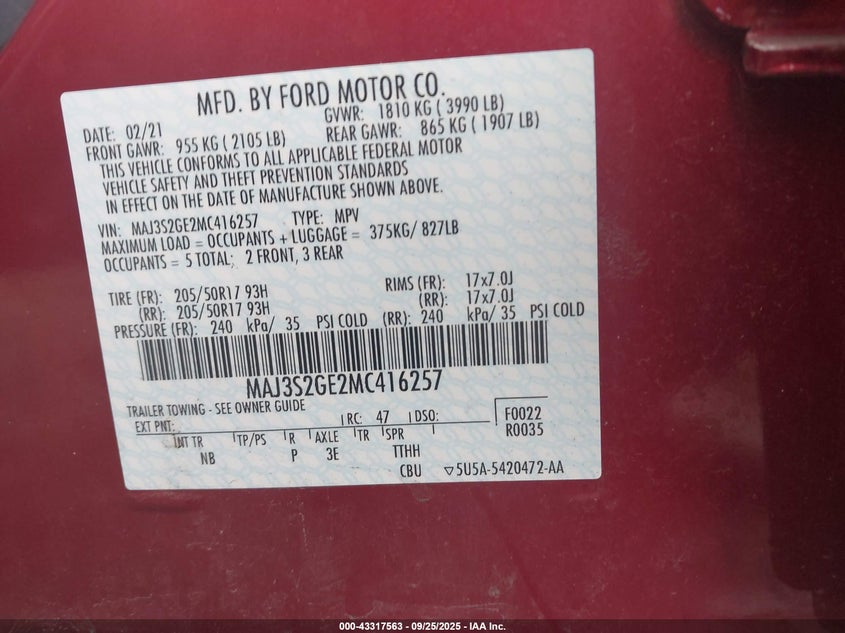 MFD. BY FORD MOTOR CO.
DATE: 02/21 GVWR: 1810 KG ( 3990 LB)
FRONT GAWR: 955 KG ( 2105 LB) REAR GAWR: 865 KG ( 1907 LB)
THIS VEHICLE CONFORMS TO ALL APPLICABLE FEDERAL MOTOR
VEHICLE SAFETY AND THEFT PREVENTION STANDARDS
IN EFFECT ON THE DATE OF MANUFACTURE SHOWN ABOVE.
VIN: MAJ3S2GE2MC416257 TYPE: MPV
MAXIMUM LOAD = OCCUPANTS + LUGGAGE = 375KG/ 827LB
OCCUPANTS = 5 TOTAL; 2 FRONT, 3 REAR
TIRE (FR): 205/50R17 93H RIMS (FR): 17x7.0J
(RR): 205/50R17 93H (RR): 17x7.0J
PRESSURE (FR): 240 kPa/ 35 PSI COLD (RR): 240 kPa/ 35 PSI COLD
MAJ3S2GE2MC416257
TRAILER TOWING - SEE OWNER GUIDE
EXT PNT: RC: 47 DSO: F0022
R0035
INT TR TP/PS R AXLE TR SPR
NB P 3E TTHH
CBU ▽5U5A-5420472-AA
000-43317563 - 09/25/2025 - IAA Inc.